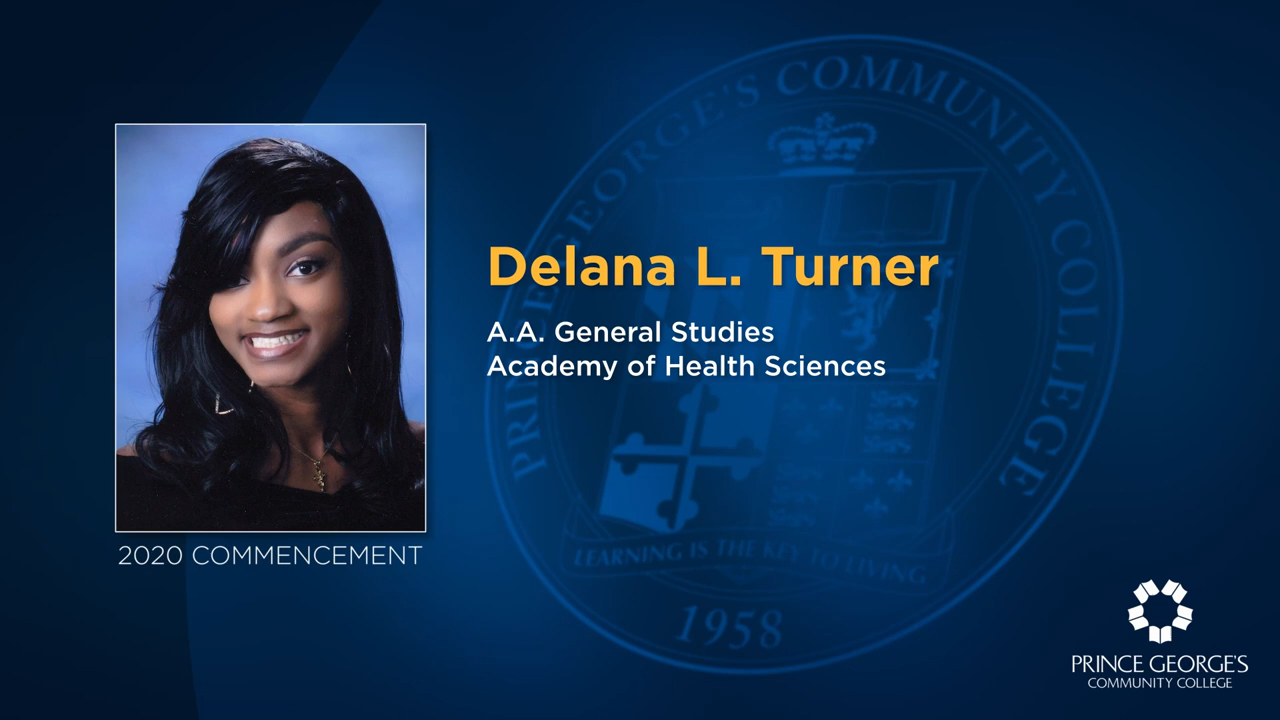 Delana L. Turner
A.A. General Studies
Academy of Health Sciences
2020 COMMENCEMENT
PRINCE GEORGE'S COMMUNITY COLLEGE
LEARNING IS THE KEY TO LIVING
1958
PRINCE GEORGE'S
COMMUNITY COLLEGE